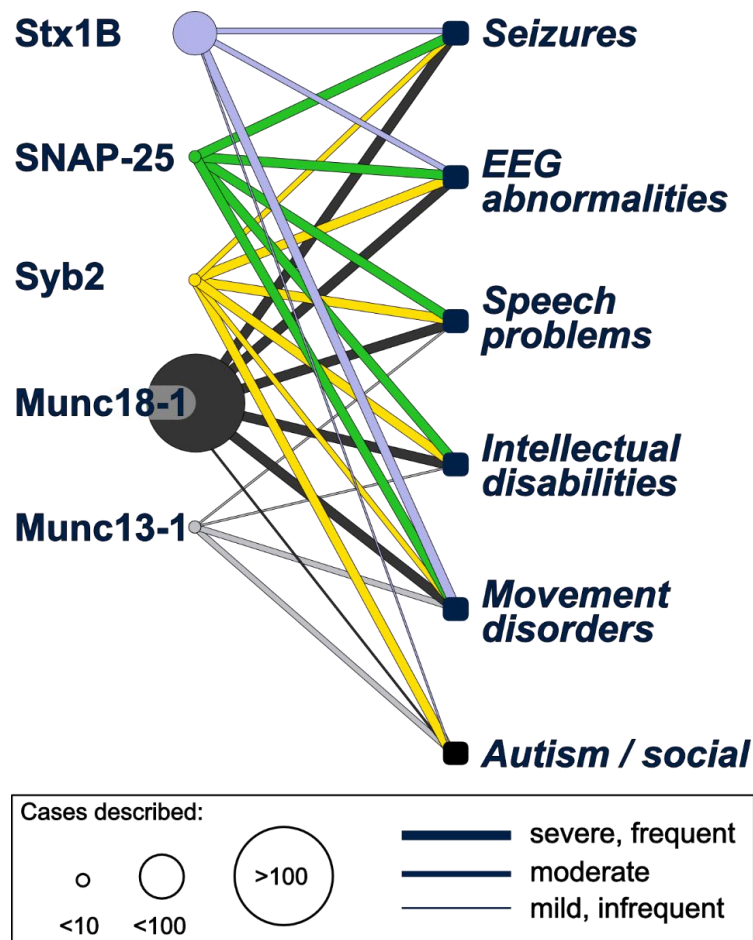 Stx1B
Seizures
SNAP-25
EEG
abnormalities
Syb2
Speech
problems
Munc18-1
Intellectual
disabilities
Munc13-1
Movement
disorders
Autism / social
Cases described:
<10
<100
>100
severe, frequent
moderate
mild, infrequent